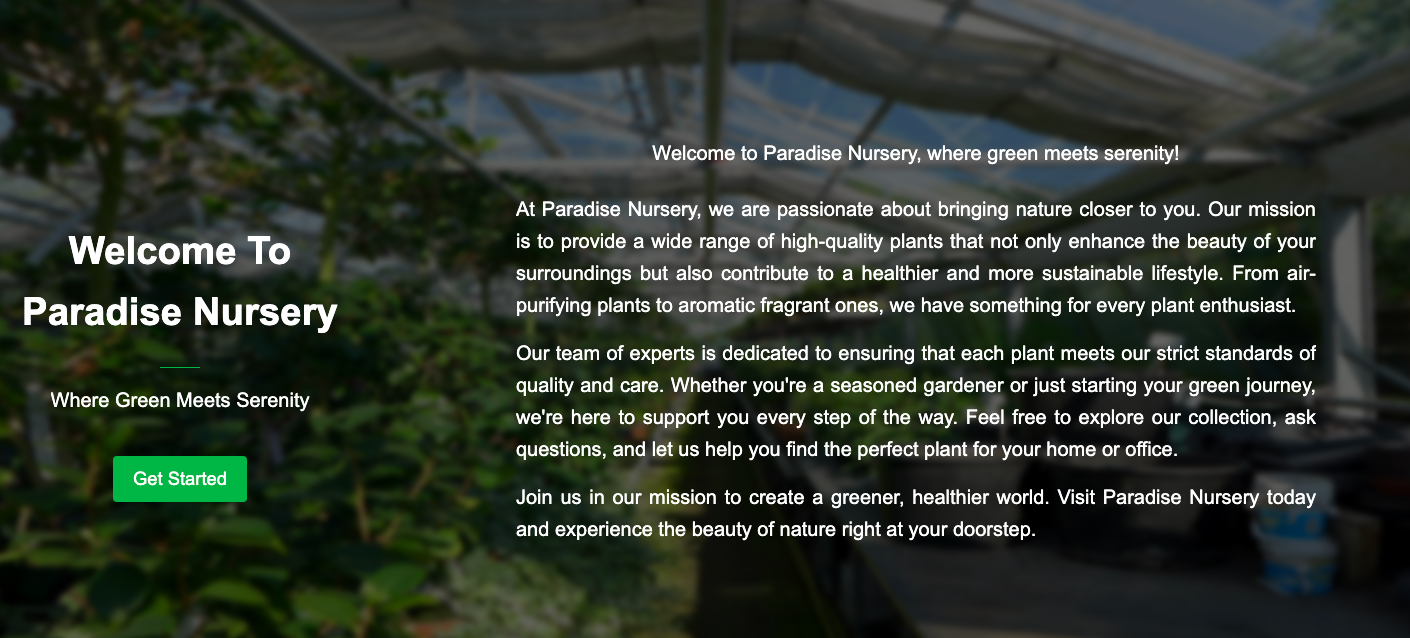 Welcome To
Paradise Nursery
Where Green Meets Serenity
Get Started
Welcome to Paradise Nursery, where green meets serenity!
At Paradise Nursery, we are passionate about bringing nature closer to you. Our mission
is to provide a wide range of high-quality plants that not only enhance the beauty of your
surroundings but also contribute to a healthier and more sustainable lifestyle. From air-
purifying plants to aromatic fragrant ones, we have something for every plant enthusiast.
Our team of experts is dedicated to ensuring that each plant meets our strict standards of
quality and care. Whether you're a seasoned gardener or just starting your green journey,
we're here to support you every step of the way. Feel free to explore our collection, ask
questions, and let us help you find the perfect plant for your home or office.
Join us in our mission to create a greener, healthier world. Visit Paradise Nursery today
and experience the beauty of nature right at your doorstep.